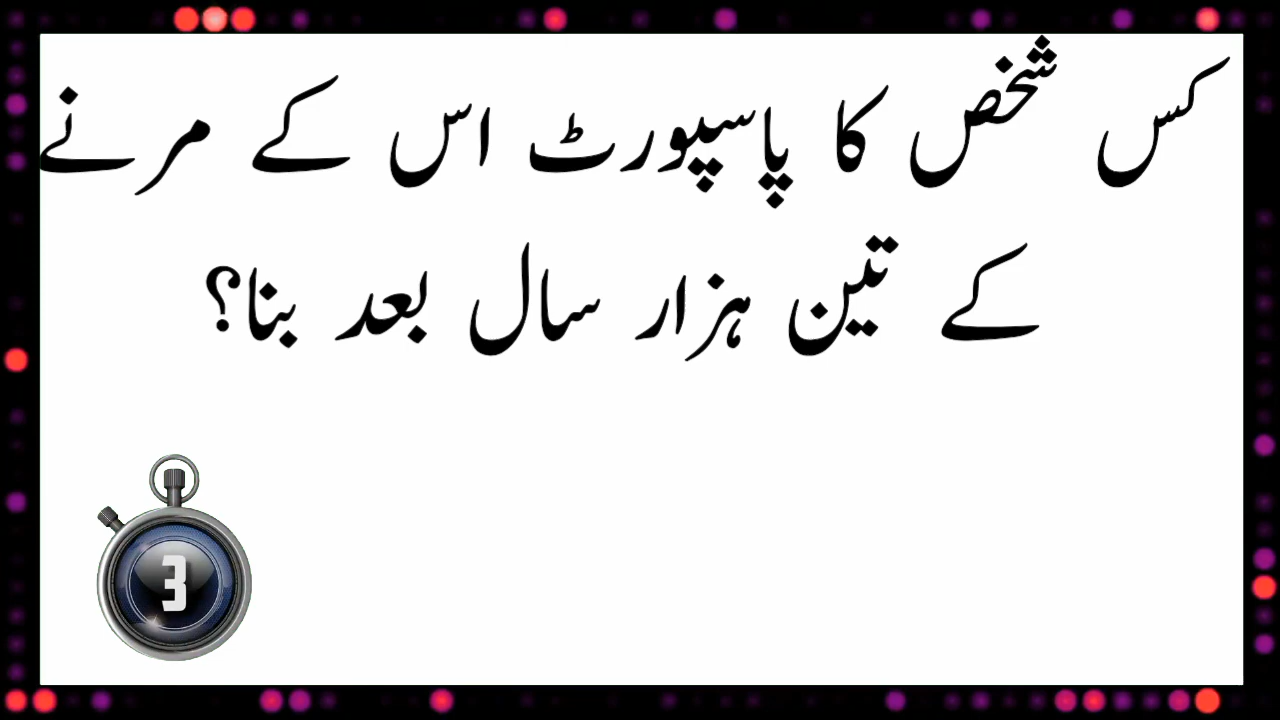 کس شخص کا پاسپورٹ اس کے مرنے
کے تین ہزار سال بعد بنا؟
3